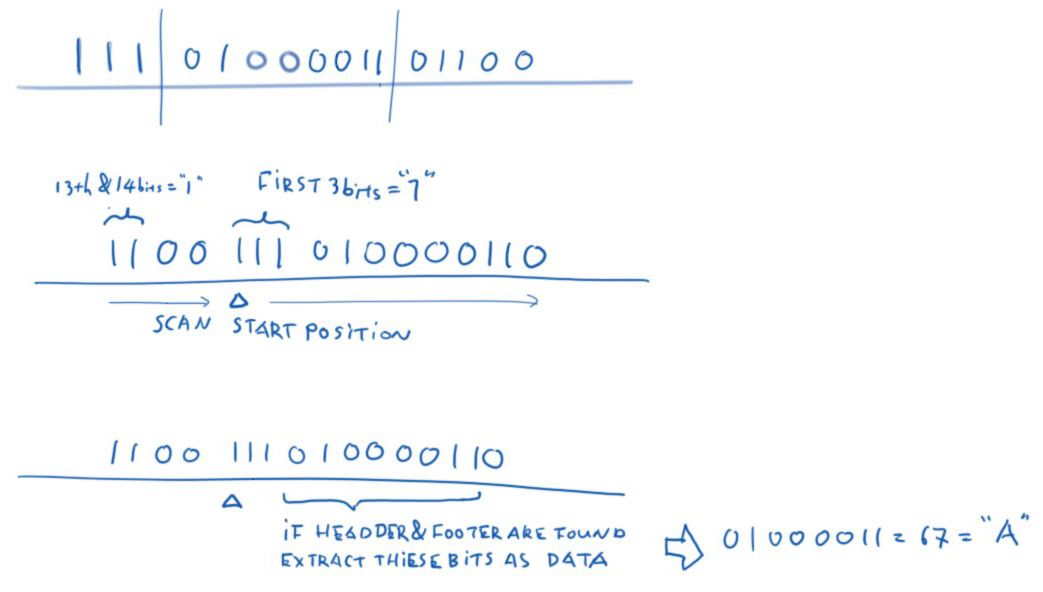 111 | 01000011 | 01100
13th & 14bits = "1"
FiRST 3bits = "7"
1100 111 010000110
SCAN START POSiTiON
1100 111010000110
iF HEADDER & FOOTER ARE FOUND
EXTRACT THIESE BiTS AS DATA
01000011 = 67 = "A"